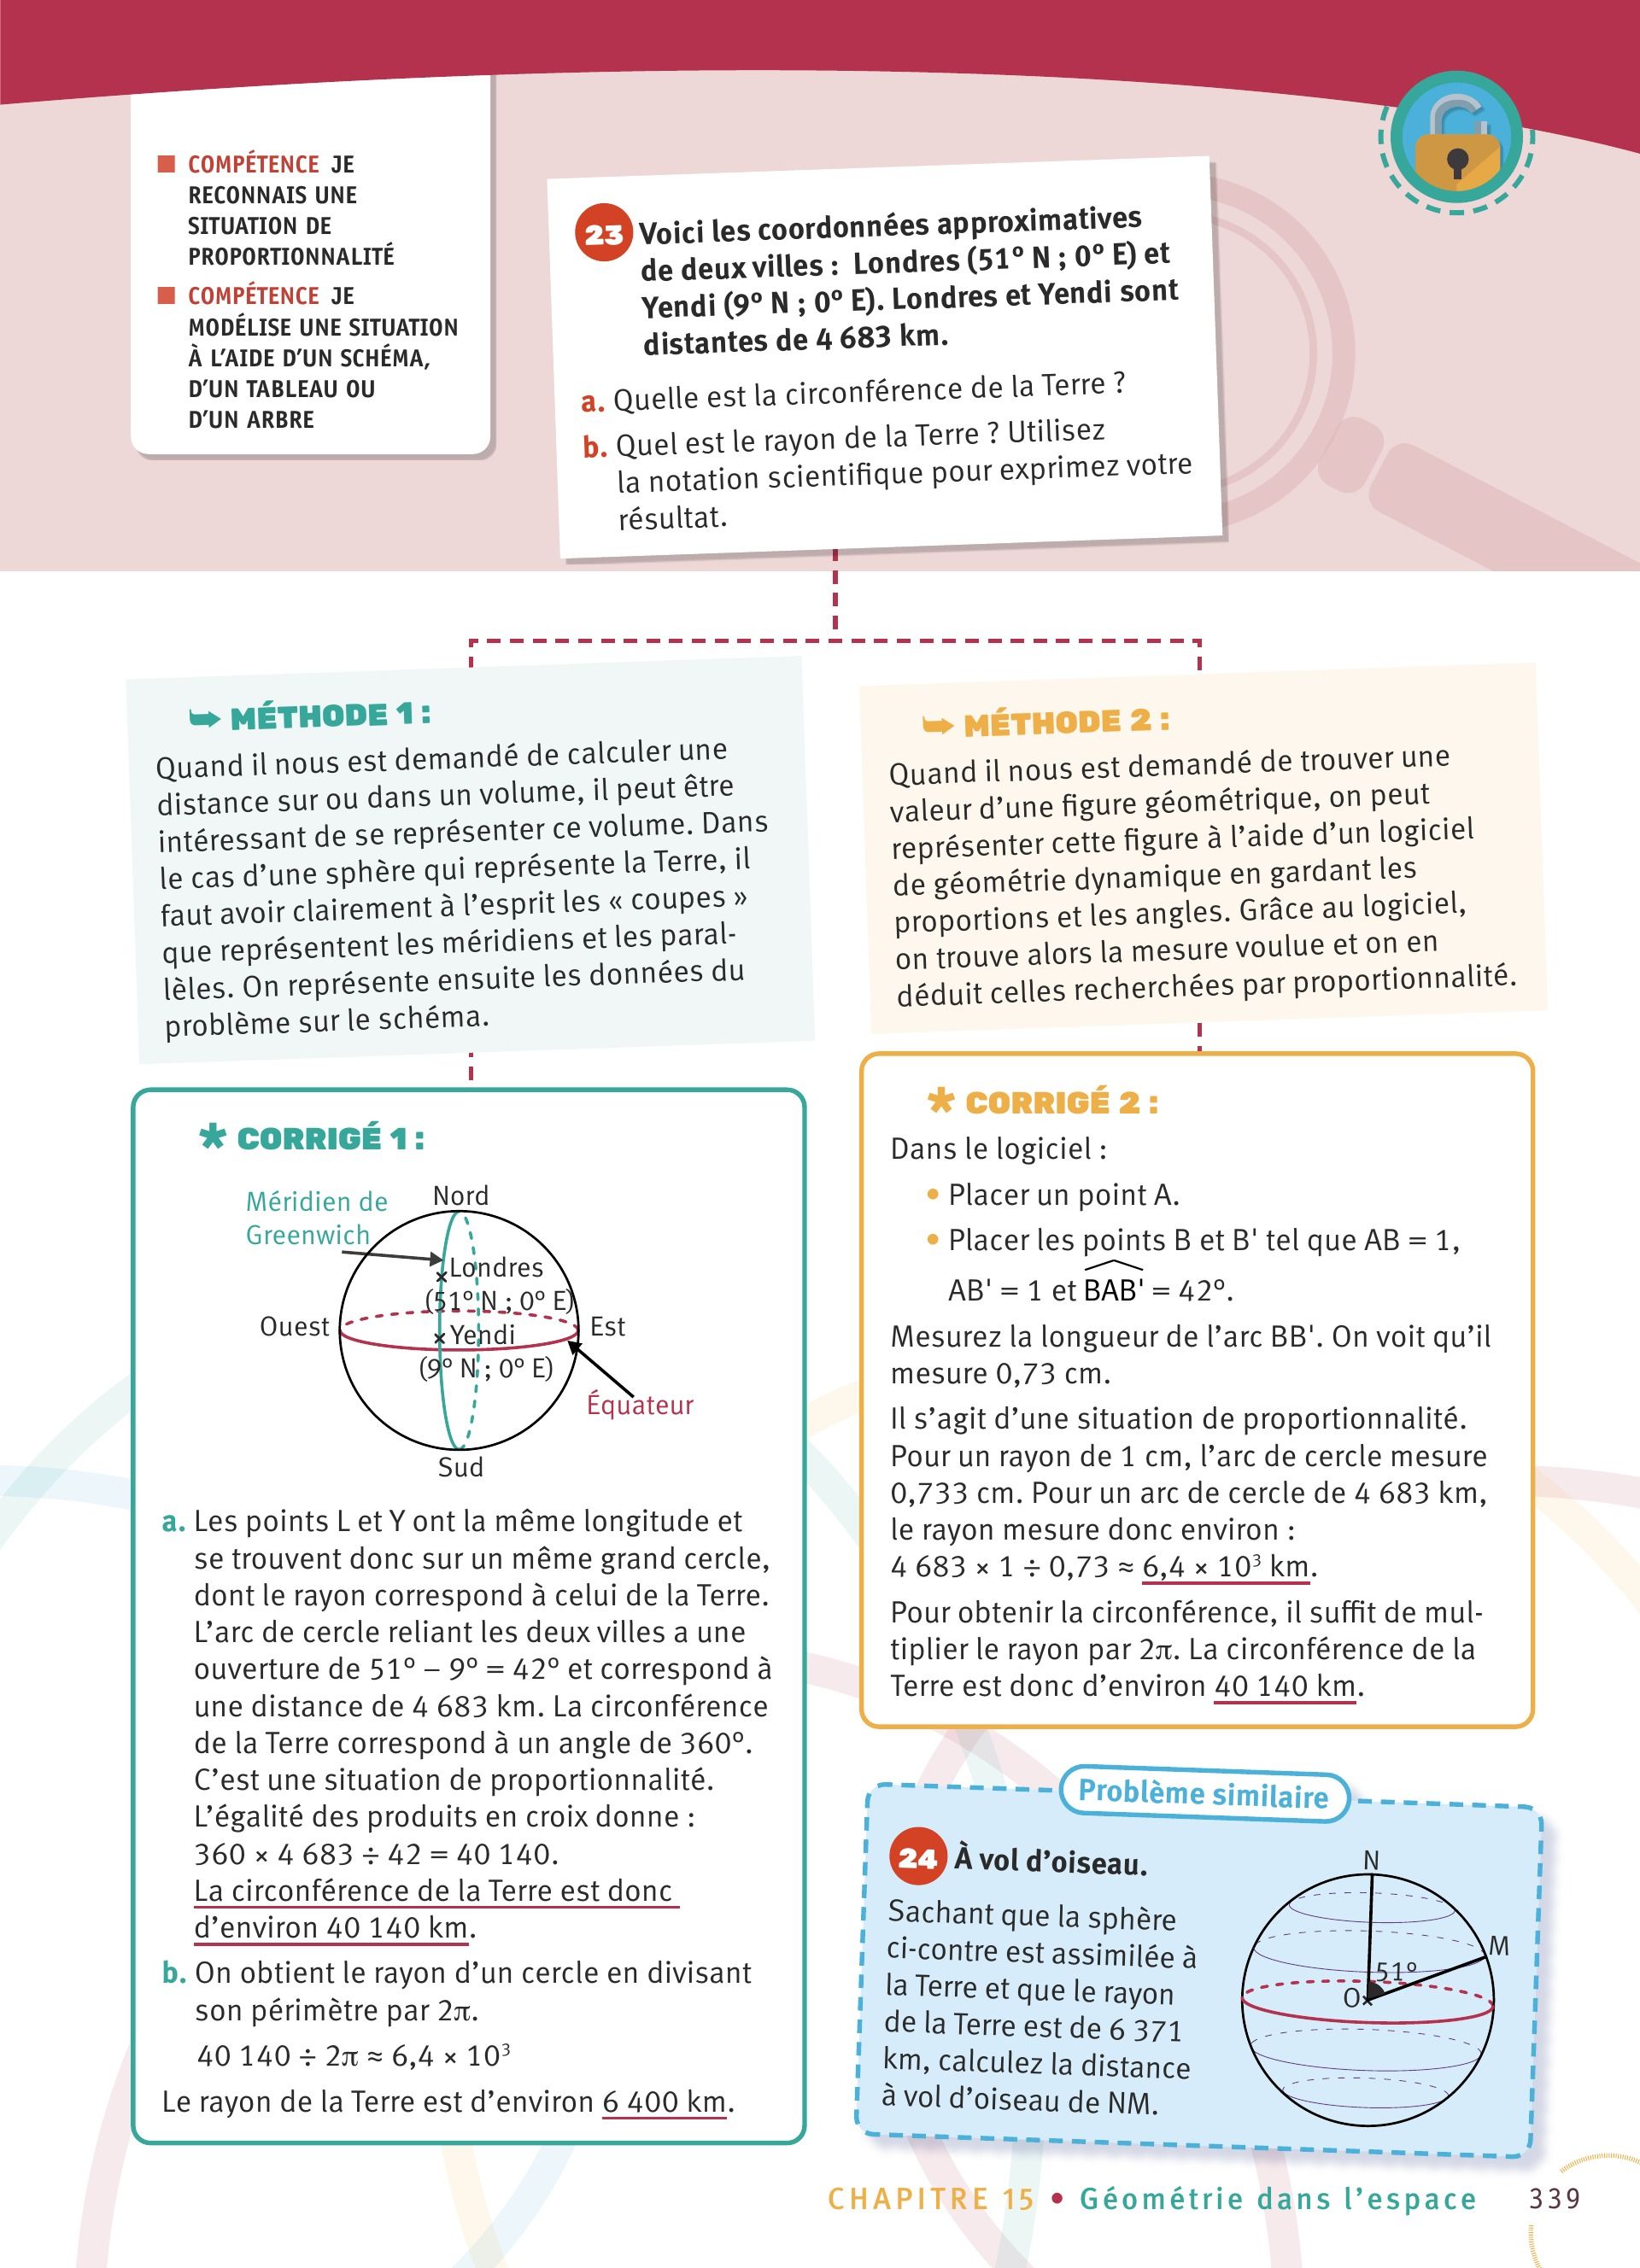 COMPÉTENCE JE
RECONNAIS UNE
SITUATION DE
PROPORTIONNALITÉ
COMPÉTENCE JE
MODÉLISE UNE SITUATION
À L’AIDE D’UN SCHÉMA,
D’UN TABLEAU OU
D’UN ARBRE
23 Voici les coordonnées approximatives
de deux villes : Londres (51° N ; 0° E) et
Yendi (9° N ; 0° E). Londres et Yendi sont
distantes de 4 683 km.
a. Quelle est la circonférence de la Terre ?
b. Quel est le rayon de la Terre ? Utilisez
la notation scientifique pour exprimez votre
résultat.
MÉTHODE 1 :
Quand il nous est demandé de calculer une
distance sur ou dans un volume, il peut être
intéressant de se représenter ce volume. Dans
le cas d’une sphère qui représente la Terre, il
faut avoir clairement à l’esprit les « coupes »
que représentent les méridiens et les paral-
lèles. On représente ensuite les données du
problème sur le schéma.
* CORRIGÉ 1 :
Méridien de
Greenwich
Nord
Londres
(51° N ; 0° E)
Ouest
Yendi
Est
(9° N ; 0° E)
Équateur
Sud
a. Les points L et Y ont la même longitude et
se trouvent donc sur un même grand cercle,
dont le rayon correspond à celui de la Terre.
L’arc de cercle reliant les deux villes a une
ouverture de 51° – 9° = 42° et correspond à
une distance de 4 683 km. La circonférence
de la Terre correspond à un angle de 360°.
C’est une situation de proportionnalité.
L’égalité des produits en croix donne :
360 × 4 683 ÷ 42 = 40 140.
La circonférence de la Terre est donc
d’environ 40 140 km.
b. On obtient le rayon d’un cercle en divisant
son périmètre par 2π.
40 140 ÷ 2π ≈ 6,4 × 10³
Le rayon de la Terre est d’environ 6 400 km.
MÉTHODE 2 :
Quand il nous est demandé de trouver une
valeur d’une figure géométrique, on peut
représenter cette figure à l’aide d’un logiciel
de géométrie dynamique en gardant les
proportions et les angles. Grâce au logiciel,
on trouve alors la mesure voulue et on en
déduit celles recherchées par proportionnalité.
* CORRIGÉ 2 :
Dans le logiciel :
• Placer un point A.
• Placer les points B et B' tel que AB = 1,
AB' = 1 et BAB' = 42°.
Mesurez la longueur de l’arc BB'. On voit qu’il
mesure 0,73 cm.
Il s’agit d’une situation de proportionnalité.
Pour un rayon de 1 cm, l’arc de cercle mesure
0,733 cm. Pour un arc de cercle de 4 683 km,
le rayon mesure donc environ :
4 683 × 1 ÷ 0,73 ≈ 6,4 × 10³ km.
Pour obtenir la circonférence, il suffit de mul-
tiplier le rayon par 2π. La circonférence de la
Terre est donc d’environ 40 140 km.
Problème similaire
24 À vol d’oiseau.
Sachant que la sphère
ci-contre est assimilée à
la Terre et que le rayon
de la Terre est de 6 371
km, calculez la distance
à vol d’oiseau de NM.
N
M
51°
O
CHAPITRE 15 • Géométrie dans l’espace 339